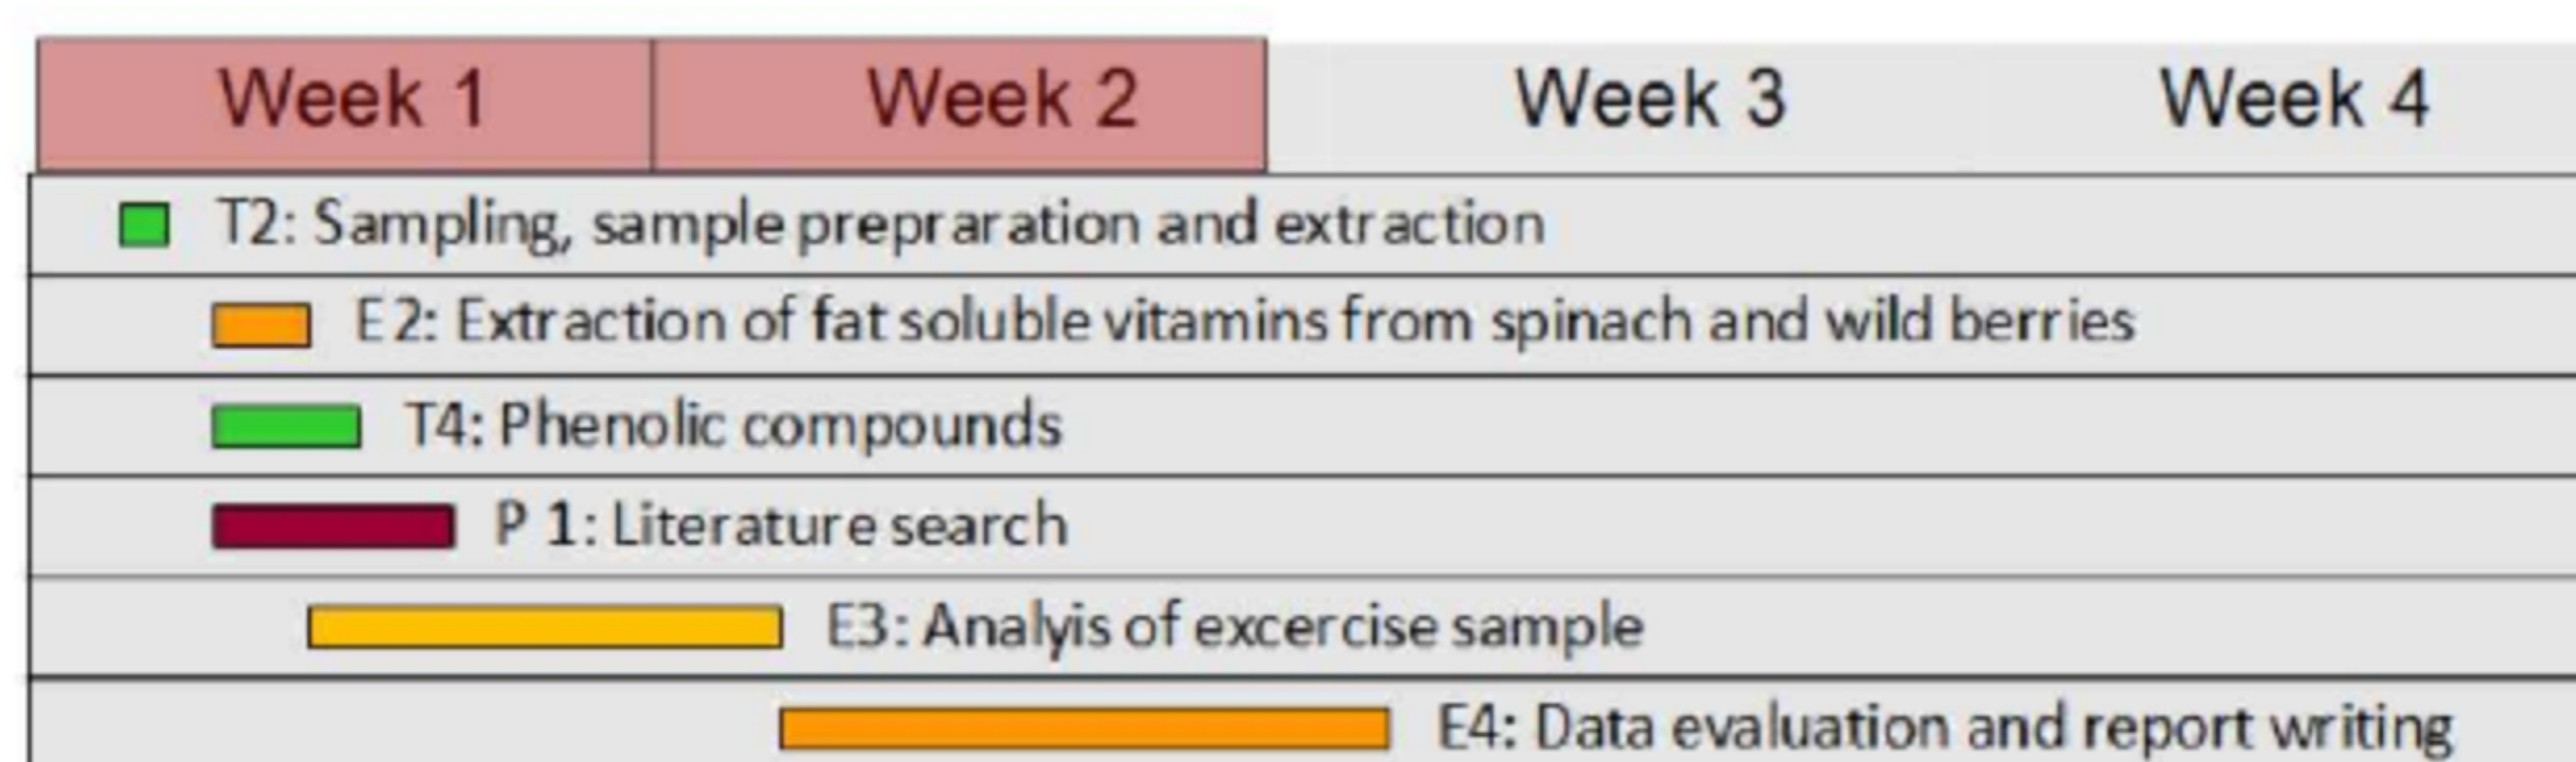 Week 1 Week 2 Week 3 Week 4
T2: Sampling, sample prepraration and extraction
E2: Extraction of fat soluble vitamins from spinach and wild berries
T4: Phenolic compounds
P 1: Literature search
E3: Analyis of excercise sample
E4: Data evaluation and report writing